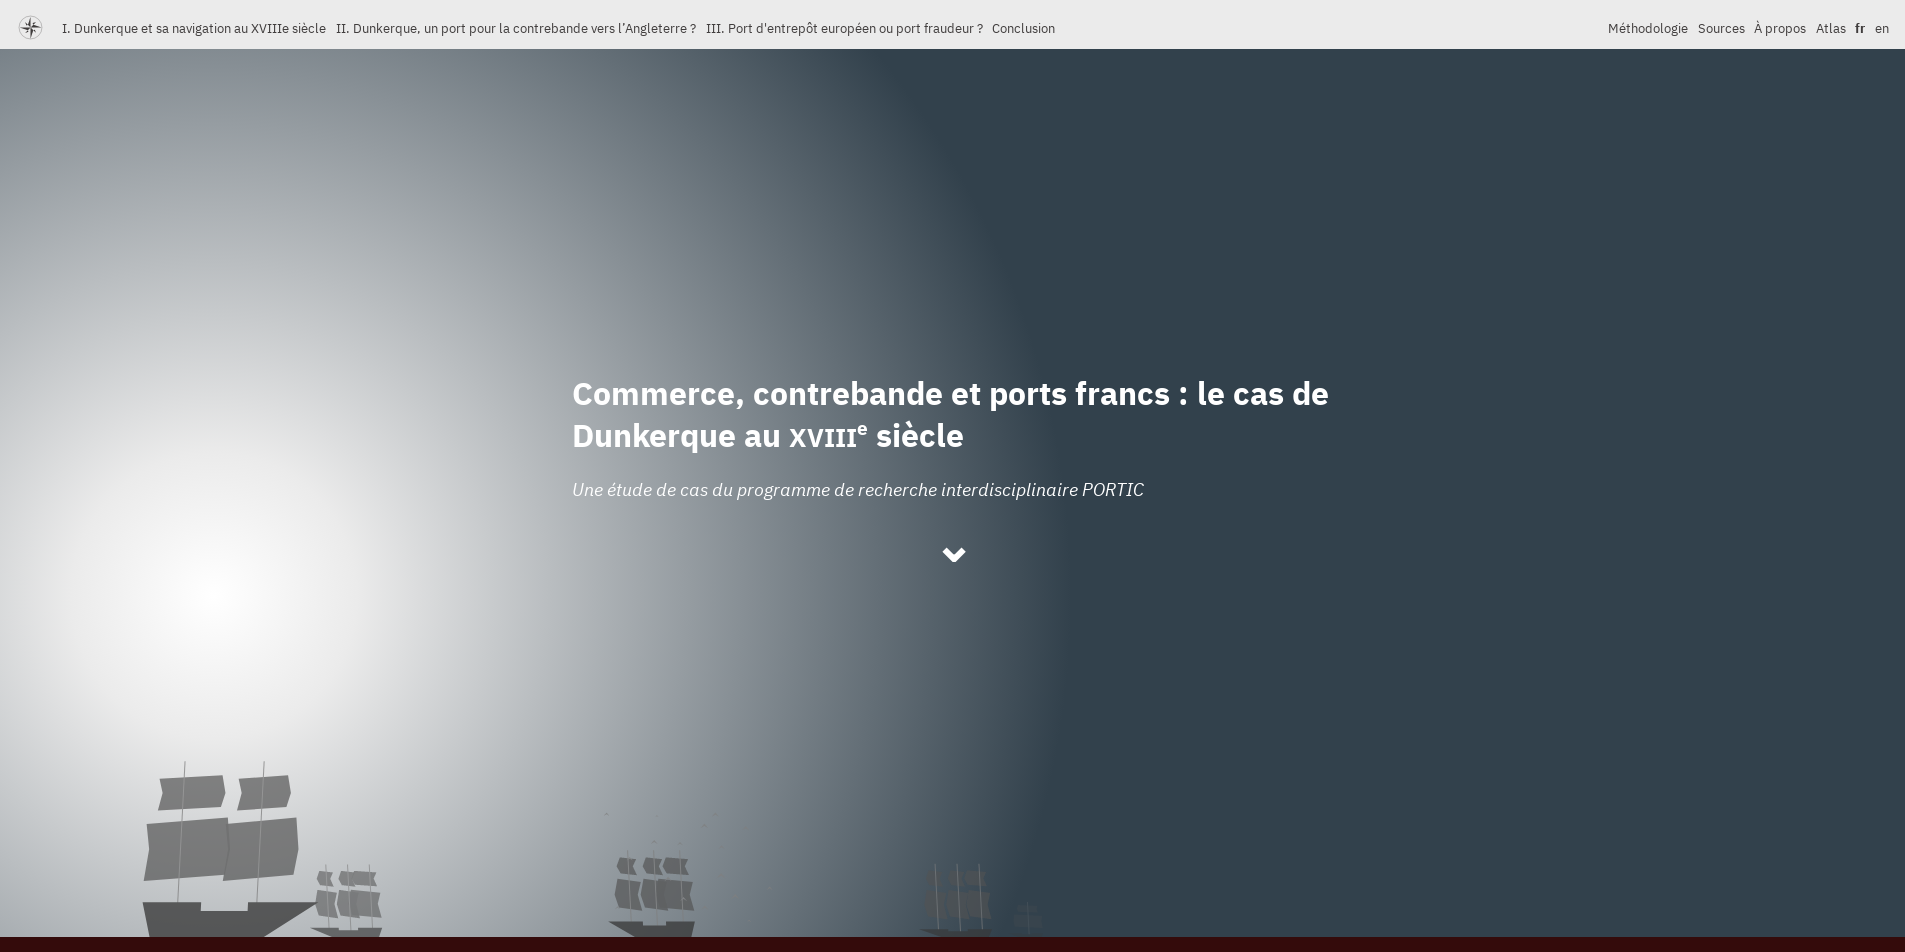 I. Dunkerque et sa navigation au XVIIIe siècle II. Dunkerque, un port pour la contrebande vers l’Angleterre ? III. Port d'entrepôt européen ou port fraudeur ? Conclusion Méthodologie Sources À propos Atlas fr en
Commerce, contrebande et ports francs : le cas de
Dunkerque au XVIIIe siècle
Une étude de cas du programme de recherche interdisciplinaire PORTIC